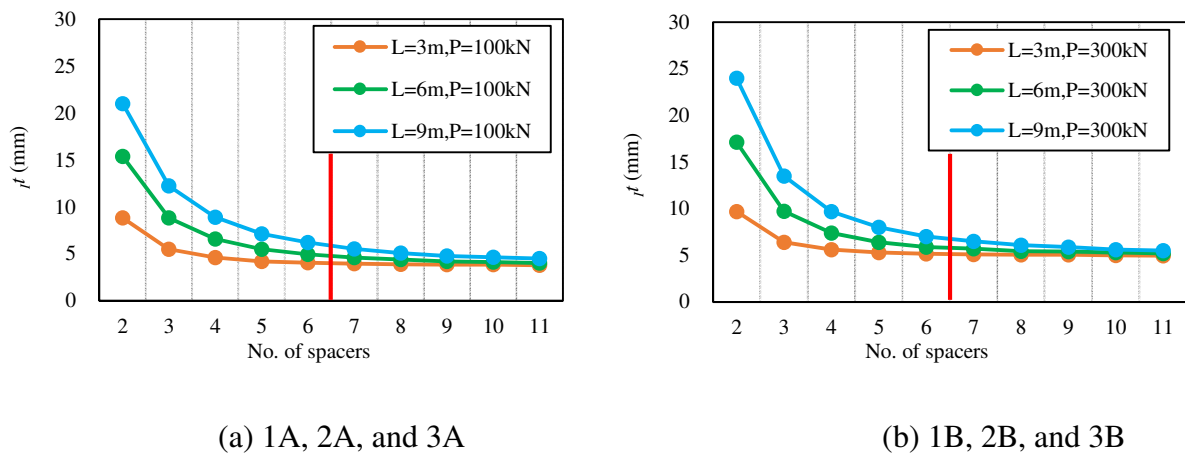 30
25
20
15
10
5
0
ₗt (mm)
L=3m,P=100kN
L=6m,P=100kN
L=9m,P=100kN
2 3 4 5 6 7 8 9 10 11
No. of spacers
(a) 1A, 2A, and 3A
30
25
20
15
10
5
0
ₗt (mm)
L=3m,P=300kN
L=6m,P=300kN
L=9m,P=300kN
2 3 4 5 6 7 8 9 10 11
No. of spacers
(b) 1B, 2B, and 3B